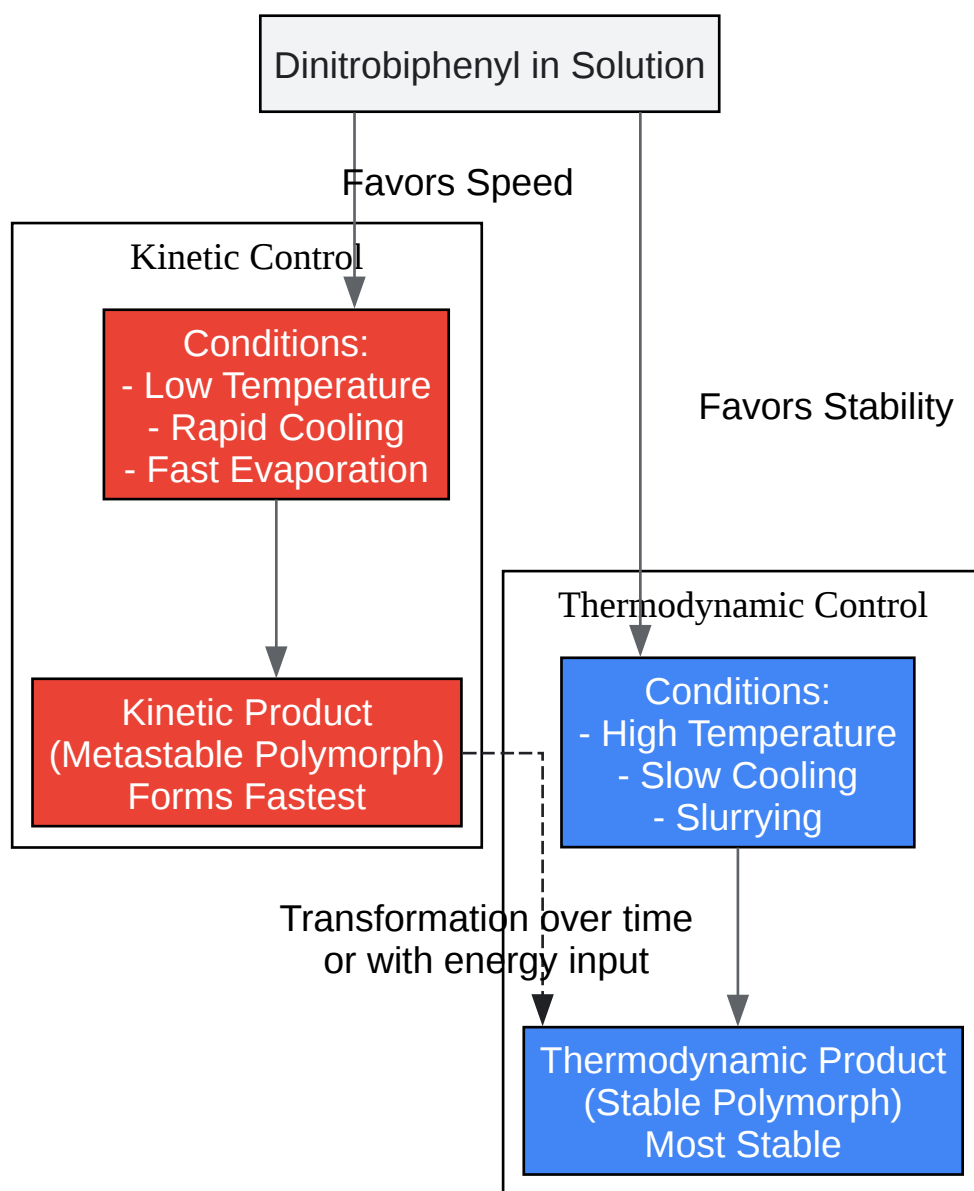 Dinitrobiphenyl in Solution
Favors Speed
Kinetic Control
Conditions:
- Low Temperature
- Rapid Cooling
- Fast Evaporation
Favors Stability
Thermodynamic Control
Conditions:
- High Temperature
- Slow Cooling
- Slurrying
Kinetic Product
(Metastable Polymorph)
Forms Fastest
Transformation over time
or with energy input
Thermodynamic Product
(Stable Polymorph)
Most Stable